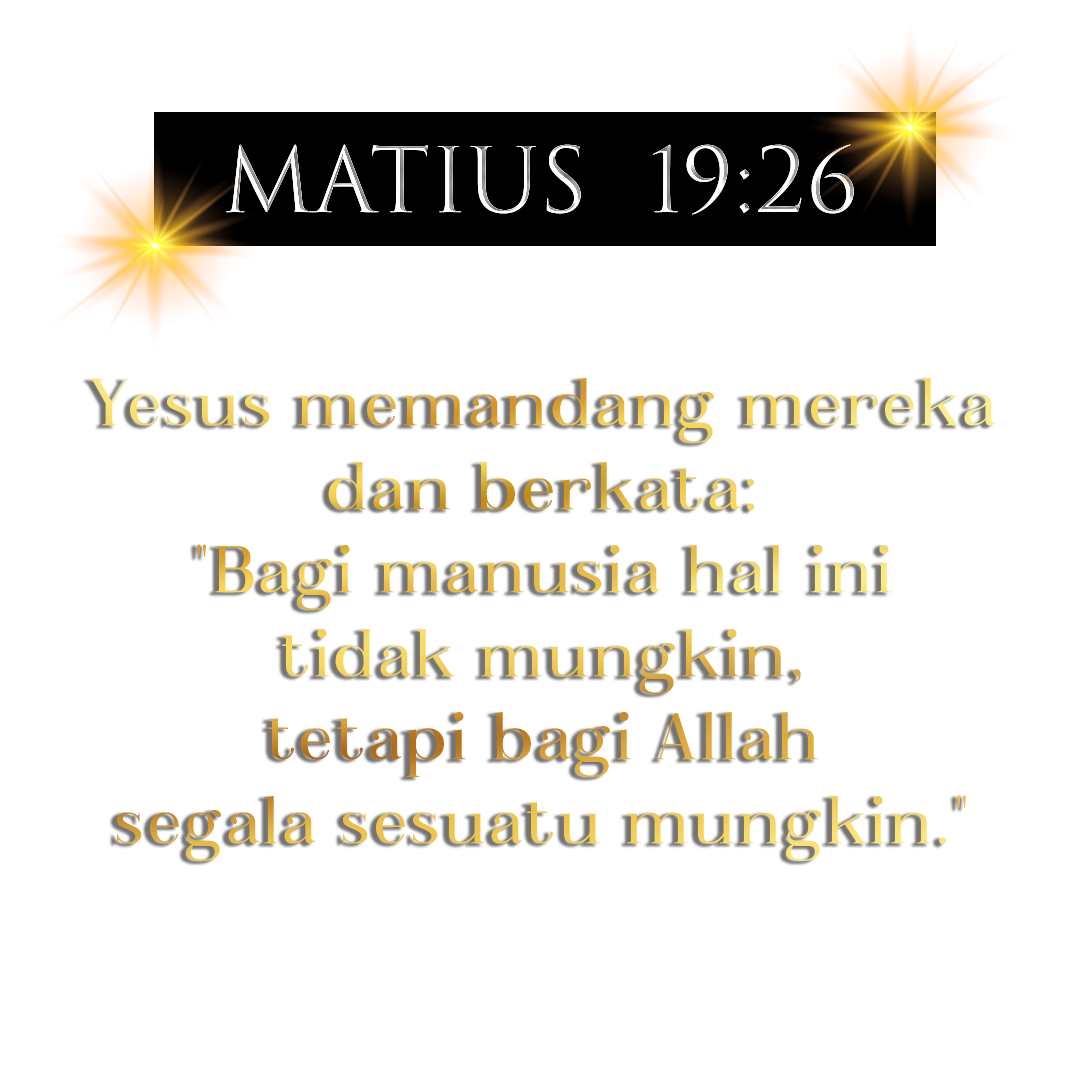 MATIUS 19:26
Yesus memandang mereka
dan berkata:
"Bagi manusia hal ini
tidak mungkin,
tetapi bagi Allah
segala sesuatu mungkin."